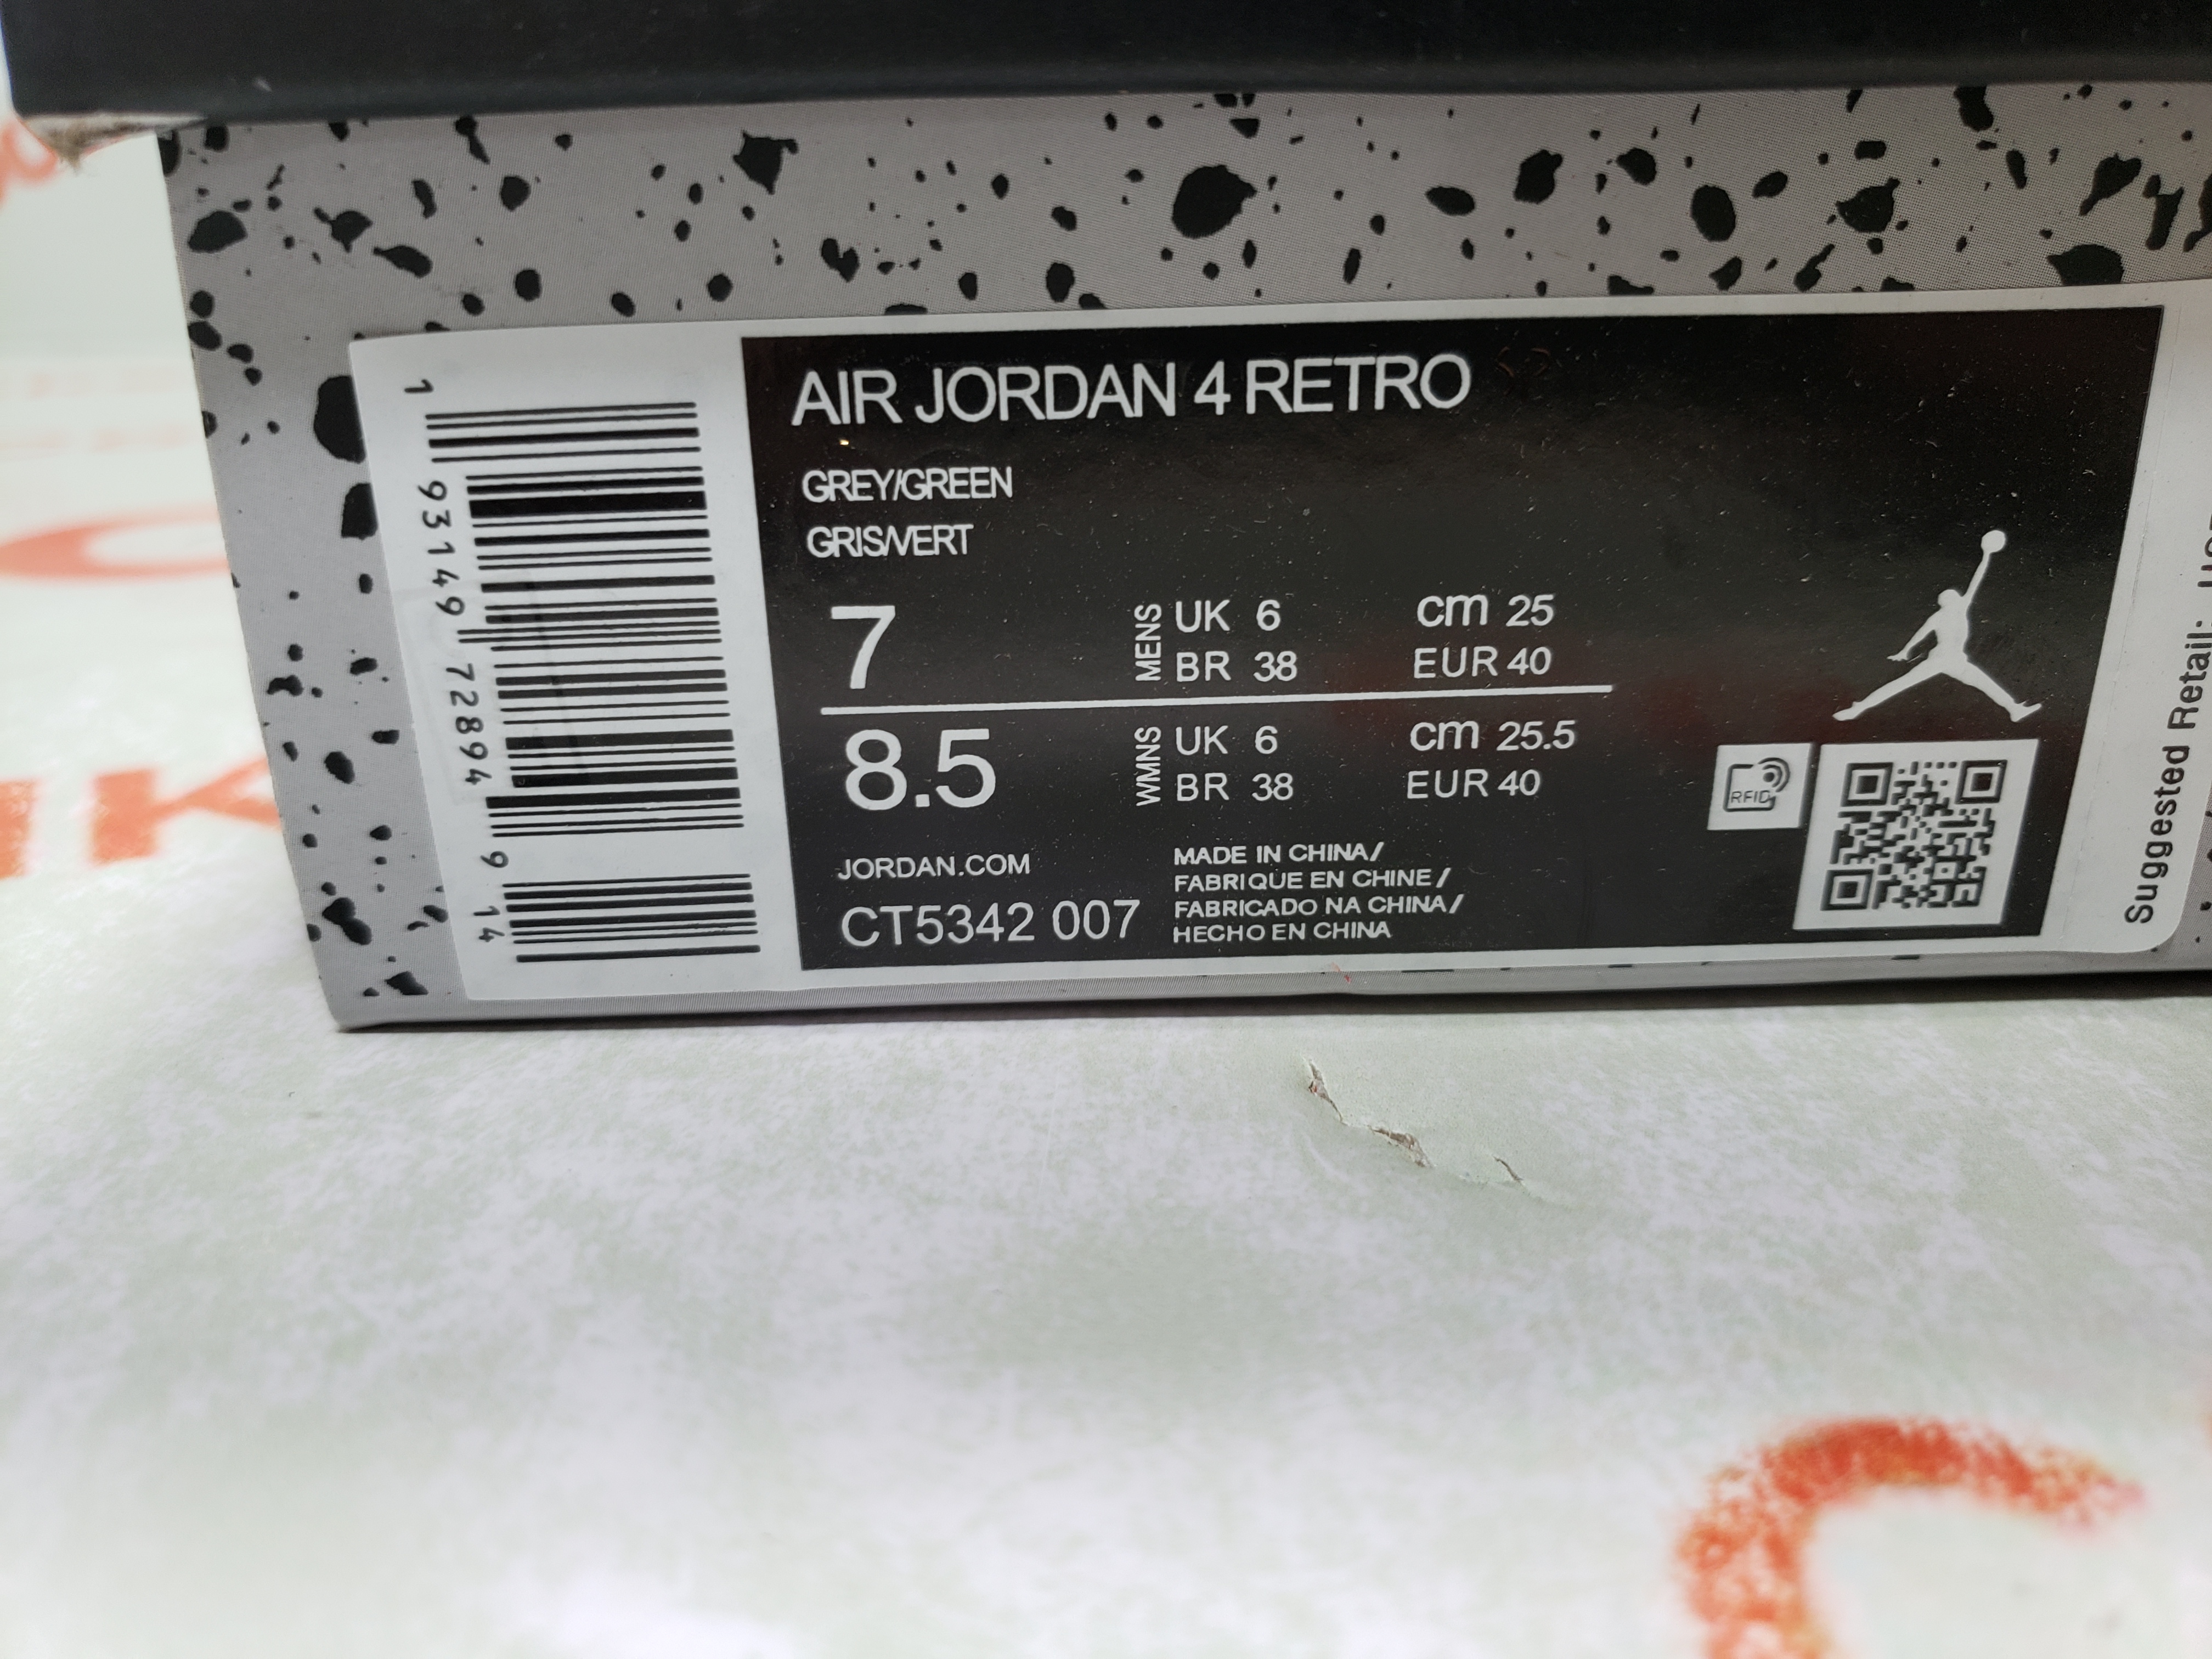 AIR JORDAN 4 RETRO
GREY/GREEN
GRIS/VERT
7
MENS
UK 6
cm 25
BR 38
EUR 40
8.5
WMNS
UK 6
cm 25.5
BR 38
EUR 40
JORDAN.COM
CT5342 007
MADE IN CHINA/
FABRIQUE EN CHINE /
FABRICADO NA CHINA/
HECHO EN CHINA
RFID
1 93149 72894 9 14
Suggested Retail: